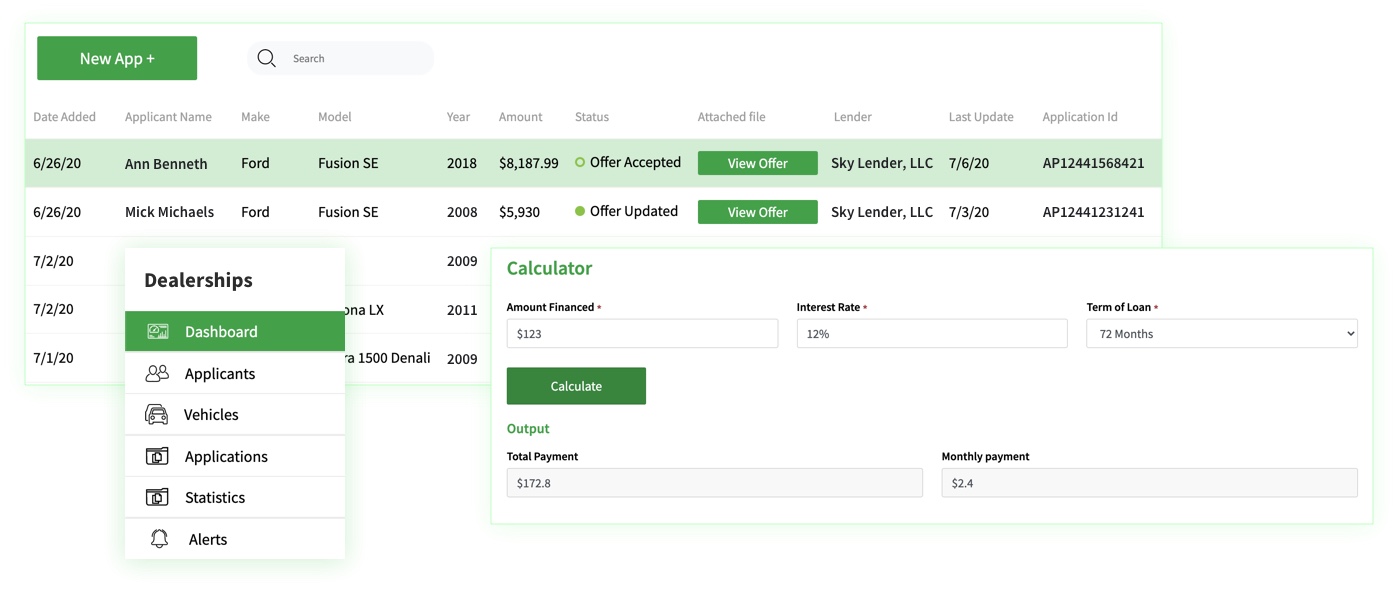 New App +
Search
Date Added Applicant Name Make Model Year Amount Status Attached file Lender Last Update Application Id
6/26/20 Ann Benneth Ford Fusion SE 2018 $8,187.99 Offer Accepted View Offer Sky Lender, LLC 7/6/20 AP12441568421
6/26/20 Mick Michaels Ford Fusion SE 2008 $5,930 Offer Updated View Offer Sky Lender, LLC 7/3/20 AP12441231241
7/2/20 2009
7/2/20 LX 2011
7/1/20 1500 Denali 2009
Dealerships
Dashboard
Applicants
Vehicles
Applications
Statistics
Alerts
Calculator
Amount Financed * Interest Rate * Term of Loan *
$123 12% 72 Months
Calculate
Output
Total Payment Monthly payment
$172.8 $2.4